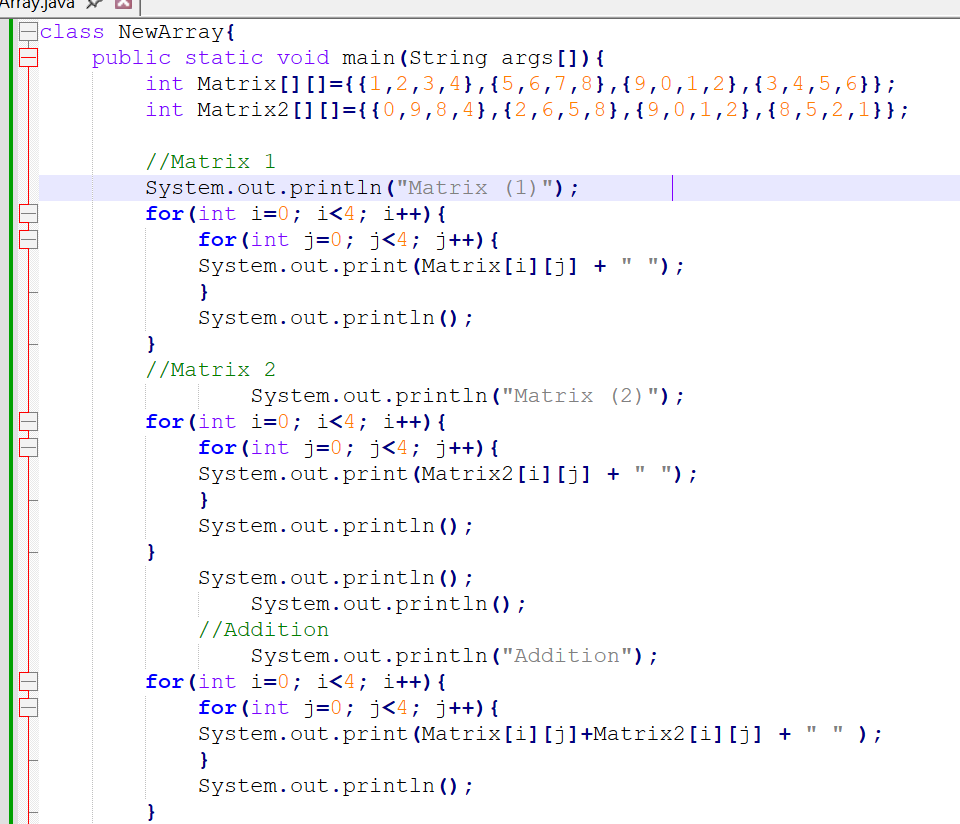 Array.java
class NewArray{
    public static void main(String args[]){
        int Matrix[][]={{1,2,3,4},{5,6,7,8},{9,0,1,2},{3,4,5,6}};
        int Matrix2[][]={{0,9,8,4},{2,6,5,8},{9,0,1,2},{8,5,2,1}};

        //Matrix 1
        System.out.println("Matrix (1)");
        for(int i=0; i<4; i++){
            for(int j=0; j<4; j++){
            System.out.print(Matrix[i][j] + " ");
            }
            System.out.println();
        }
        //Matrix 2
                System.out.println("Matrix (2)");
        for(int i=0; i<4; i++){
            for(int j=0; j<4; j++){
            System.out.print(Matrix2[i][j] + " ");
            }
            System.out.println();
        }
            System.out.println();
                System.out.println();
            //Addition
                System.out.println("Addition");
        for(int i=0; i<4; i++){
            for(int j=0; j<4; j++){
            System.out.print(Matrix[i][j]+Matrix2[i][j] + " " );
            }
            System.out.println();
        }